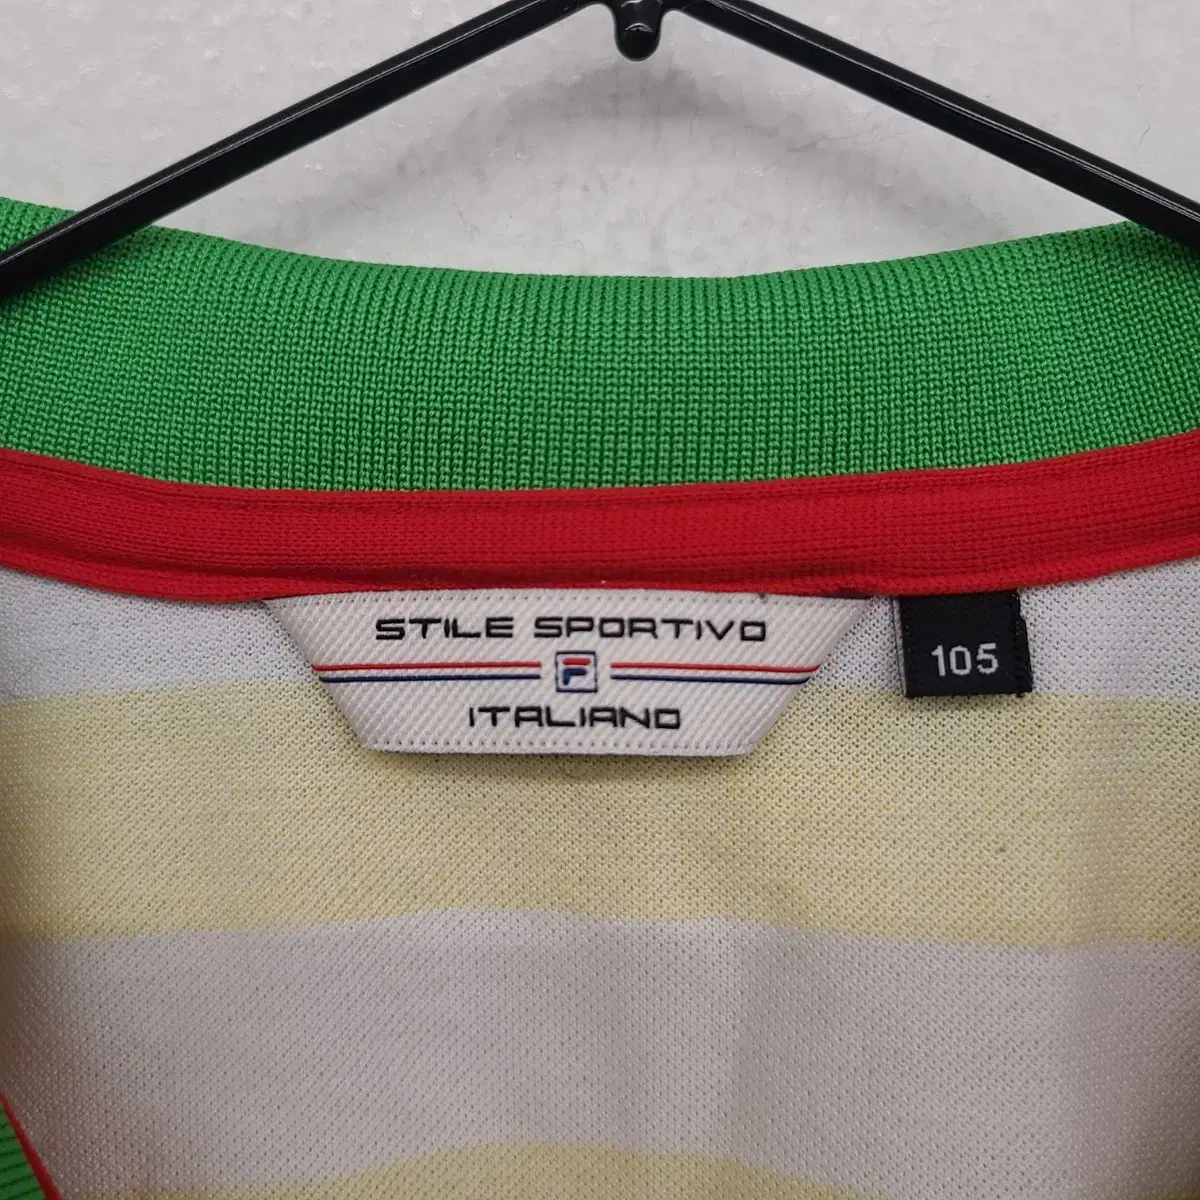 STILE SPORTIVO
F
ITALIANO
105